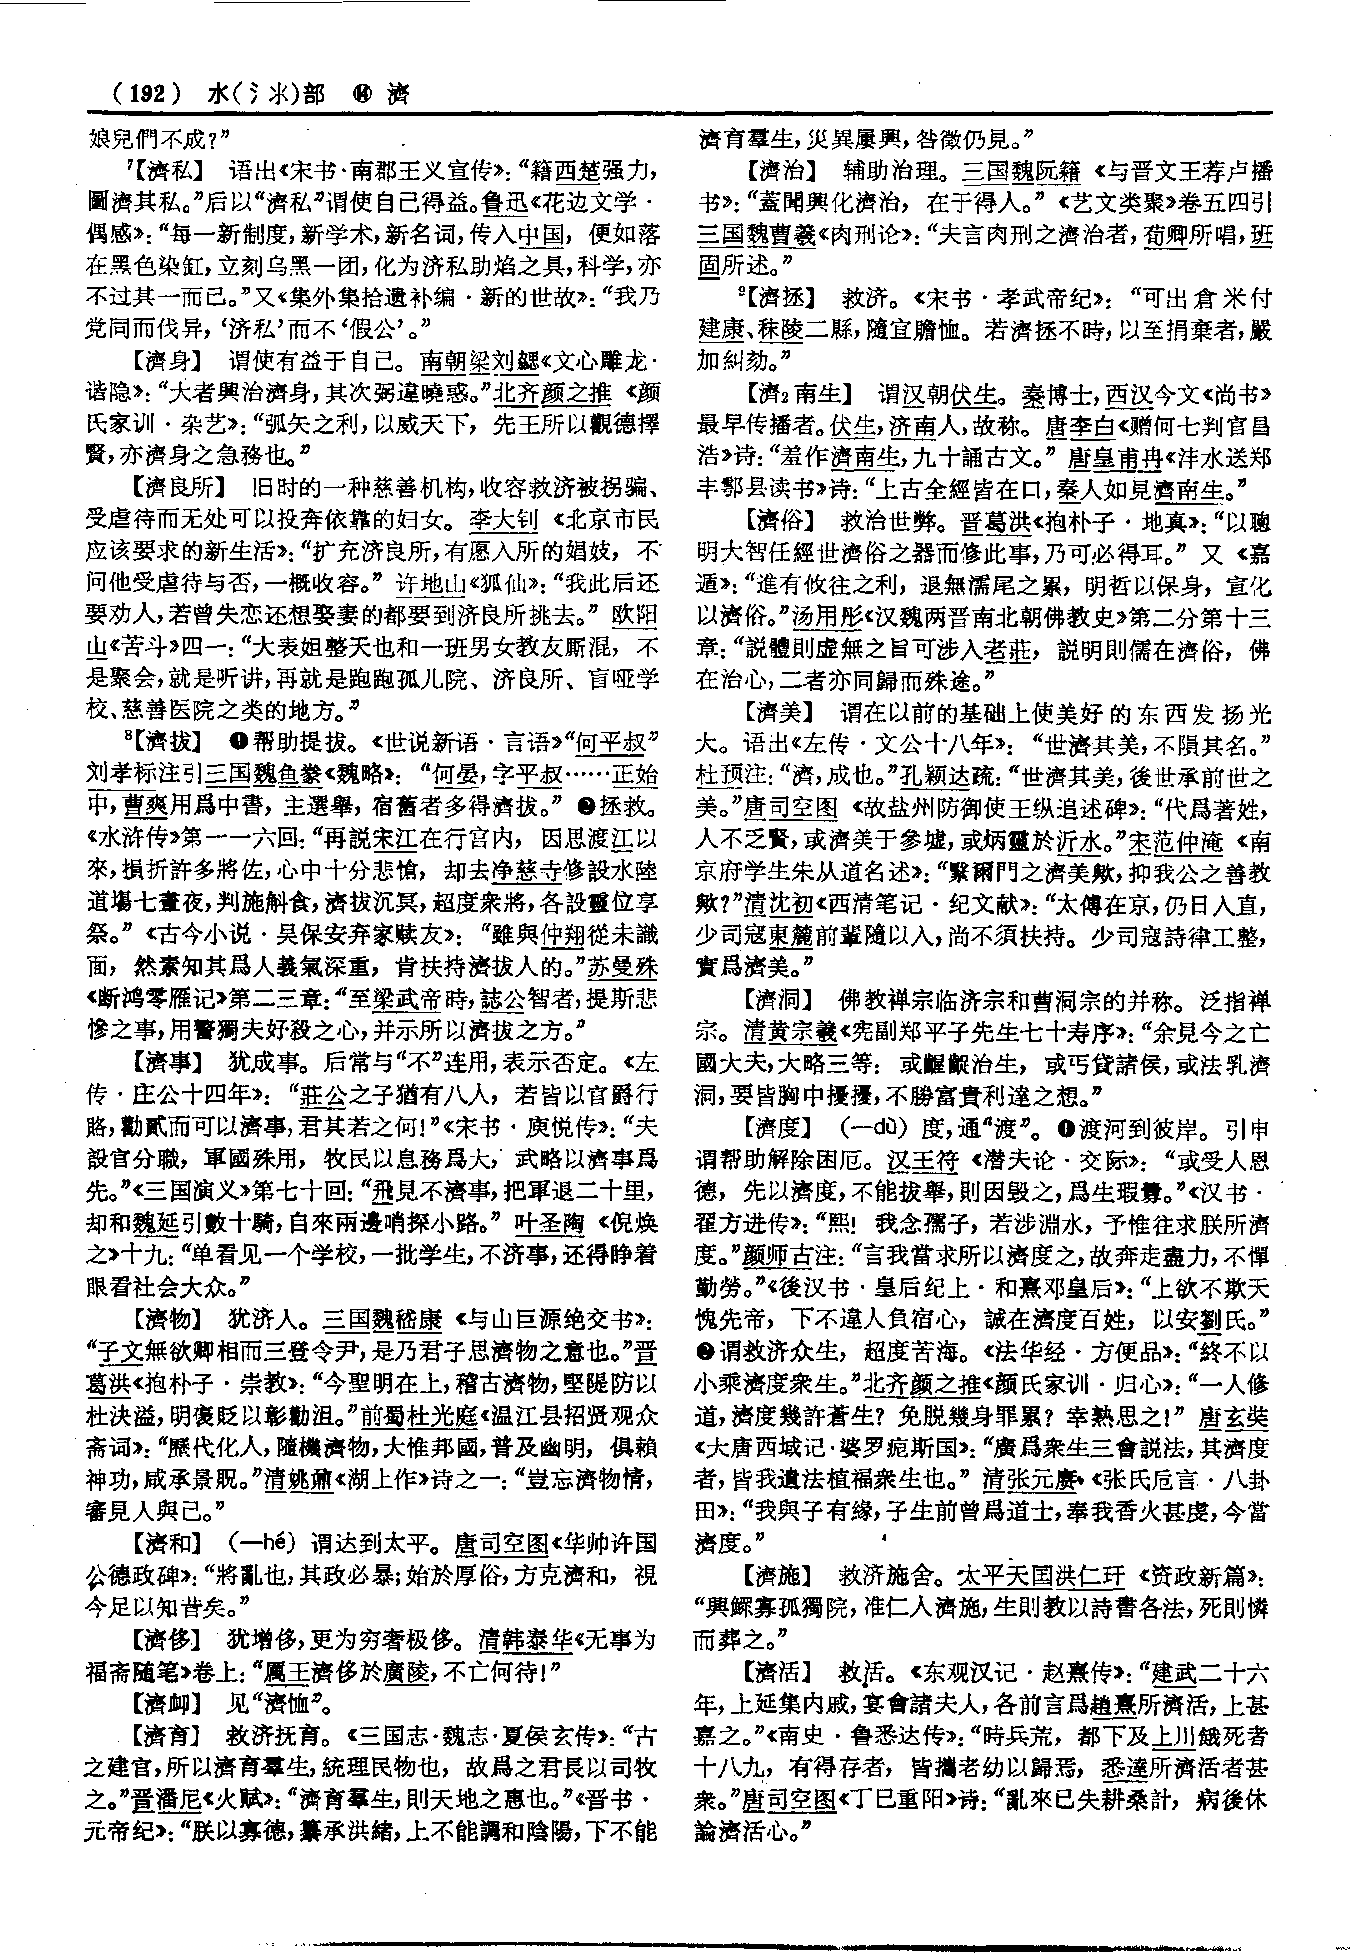 （192） 水（氵氺）部 ⓮ 濟
娘兒們不成？”
⁷【濟私】 语出《宋书·南郡王义宣传》：“籍西楚强力，
圖濟其私。”后以“濟私”谓使自己得益。鲁迅《花边文学·
偶感》：“每一新制度，新学术，新名词，传入中国，便如落
在黑色染缸，立刻乌黑一团，化为济私助焰之具，科学，亦
不过其一而已。”又《集外集拾遗补编·新的世故》：“我乃
党同而伐异，‘济私’而不‘假公’。”
【濟身】 谓使有益于自己。南朝梁刘勰《文心雕龙·
谐隐》：“大者興治濟身，其次弼違曉惑。”北齐颜之推《颜
氏家训·杂艺》：“弧矢之利，以威天下，先王所以觀德擇
賢，亦濟身之急務也。”
【濟良所】 旧时的一种慈善机构，收容救济被拐骗、
受虐待而无处可以投奔依靠的妇女。李大钊《北京市民
应该要求的新生活》：“扩充济良所，有愿入所的娼妓，不
问他受虐待与否，一概收容。”许地山《狐仙》：“我此后还
要劝人，若曾失恋还想娶妻的都要到济良所挑去。”欧阳
山《苦斗》四一：“大表姐整天也和一班男女教友厮混，不
是聚会，就是听讲，再就是跑跑孤儿院、济良所、盲哑学
校、慈善医院之类的地方。”
⁸【濟拔】 ❶帮助提拔。《世说新语·言语》“何平叔”
刘孝标注引三国魏鱼豢《魏略》：“何晏，字平叔……正始
中，曹爽用爲中書，主選舉，宿舊者多得濟拔。”❷拯救。
《水浒传》第一一六回：“再説宋江在行宫内，因思渡江以
來，損折許多將佐，心中十分悲愴，却去净慈寺修設水陸
道場七晝夜，判施斛食，濟拔沉冥，超度衆將，各設靈位享
祭。”《古今小说·吴保安弃家赎友》：“雖與仲翔從未識
面，然素知其爲人義氣深重，肯扶持濟拔人的。”苏曼殊
《断鸿零雁记》第二三章：“至梁武帝時，誌公智者，提斯悲
慘之事，用警獨夫好殺之心，并示所以濟拔之方。”
【濟事】 犹成事。后常与“不”连用，表示否定。《左
传·庄公十四年》：“莊公之子猶有八人，若皆以官爵行
賂，勸貳而可以濟事，君其若之何！”《宋书·庾悦传》：“夫
設官分職，軍國殊用，牧民以息務爲大，武略以濟事爲
先。”《三国演义》第七十回：“飛見不濟事，把軍退二十里，
却和魏延引數十騎，自來兩邊哨探小路。”叶圣陶《倪焕
之》十九：“单看见一个学校，一批学生，不济事，还得睁着
眼看社会大众。”
【濟物】 犹济人。三国魏嵇康《与山巨源绝交书》：
“子文無欲卿相而三登令尹，是乃君子思濟物之意也。”晋
葛洪《抱朴子·崇教》：“今聖明在上，稽古濟物，堅隄防以
杜決溢，明褒貶以彰勸沮。”前蜀杜光庭《温江县招贤观众
斋词》：“歷代化人，隨機濟物，大惟邦國，普及幽明，俱賴
神功，咸承景貺。”清姚鼐《湖上作》诗之一：“豈忘濟物情，
審見人與己。”
【濟和】 （—hé）谓达到太平。唐司空图《华帅许国
公德政碑》：“將亂也，其政必暴；始於厚俗，方克濟和，視
今足以知昔矣。”
【濟侈】 犹增侈，更为穷奢极侈。清韩泰华《无事为
福斋随笔》卷上：“厲王濟侈於廣陵，不亡何待！”
【濟卹】 见“濟恤”。
【濟育】 救济抚育。《三国志·魏志·夏侯玄传》：“古
之建官，所以濟育羣生，統理民物也，故爲之君長以司牧
之。”晋潘尼《火赋》：“濟育羣生，則天地之惠也。”《晋书·
元帝纪》：“朕以寡德，纂承洪緒，上不能調和陰陽，下不能
濟育羣生，災異屢興，咎徵仍見。”
【濟治】 辅助治理。三国魏阮籍《与晋文王荐卢播
书》：“蓋聞興化濟治，在于得人。”《艺文类聚》卷五四引
三国魏曹羲《肉刑论》：“夫言肉刑之濟治者，荀卿所唱，班
固所述。”
⁹【濟拯】 救济。《宋书·孝武帝纪》：“可出倉米付
建康、秣陵二縣，隨宜贍恤。若濟拯不時，以至捐棄者，嚴
加糾劾。”
【濟₂南生】 谓汉朝伏生。秦博士，西汉今文《尚书》
最早传播者。伏生，济南人，故称。唐李白《赠何七判官昌
浩》诗：“羞作濟南生，九十誦古文。”唐皇甫冉《沣水送郑
丰鄠县读书》诗：“上古全經皆在口，秦人如見濟南生。”
【濟俗】 救治世弊。晋葛洪《抱朴子·地真》：“以聰
明大智任經世濟俗之器而修此事，乃可必得耳。”又《嘉
遁》：“進有攸往之利，退無濡尾之累，明哲以保身，宣化
以濟俗。”汤用彤《汉魏两晋南北朝佛教史》第二分第十三
章：“説體則虚無之旨可涉入老莊，説明則儒在濟俗，佛
在治心，二者亦同歸而殊途。”
【濟美】 谓在以前的基础上使美好的东西发扬光
大。语出《左传·文公十八年》：“世濟其美，不隕其名。”
杜预注：“濟，成也。”孔颖达疏：“世濟其美，後世承前世之
美。”唐司空图《故盐州防御使王纵追述碑》：“代爲著姓，
人不乏賢，或濟美于參墟，或炳靈於沂水。”宋范仲淹《南
京府学生朱从道名述》：“繄爾門之濟美歟，抑我公之善教
歟？”清沈初《西清笔记·纪文献》：“太傅在京，仍日入直，
少司寇東麓前輩隨以入，尚不須扶持。少司寇詩律工整，
實爲濟美。”
【濟洞】 佛教禅宗临济宗和曹洞宗的并称。泛指禅
宗。清黄宗羲《宪副郑平子先生七十寿序》：“余見今之亡
國大夫，大略三等：或齷齪治生，或丐貸諸侯，或法乳濟
洞，要皆胸中擾擾，不勝富貴利達之想。”
【濟度】 （—dù）度，通“渡”。❶渡河到彼岸。引申
谓帮助解除困厄。汉王符《潜夫论·交际》：“或受人恩
德，先以濟度，不能拔舉，則因毁之，爲生瑕釁。”《汉书·
翟方进传》：“熙！我念孺子，若涉淵水，予惟往求朕所濟
度。”颜师古注：“言我當求所以濟度之，故奔走盡力，不憚
勤勞。”《後汉书·皇后纪上·和熹邓皇后》：“上欲不欺天
愧先帝，下不違人負宿心，誠在濟度百姓，以安劉氏。”
❷谓救济众生，超度苦海。《法华经·方便品》：“終不以
小乘濟度衆生。”北齐颜之推《颜氏家训·归心》：“一人修
道，濟度幾許蒼生？免脱幾身罪累？幸熟思之！”唐玄奘
《大唐西域记·婆罗痆斯国》：“廣爲衆生三會説法，其濟度
者，皆我遺法植福衆生也。”清张元赓《张氏卮言·八卦
田》：“我與子有緣，子生前曾爲道士，奉我香火甚虔，今當
濟度。”
【濟施】 救济施舍。太平天国洪仁玕《资政新篇》：
“興鰥寡孤獨院，准仁人濟施，生則教以詩書各法，死則憐
而葬之。”
【濟活】 救活。《东观汉记·赵熹传》：“建武二十六
年，上延集内戚，宴會諸夫人，各前言爲趙熹所濟活，上甚
嘉之。”《南史·鲁悉达传》：“時兵荒，都下及上川餓死者
十八九，有得存者，皆攜老幼以歸焉，悉達所濟活者甚
衆。”唐司空图《丁巳重阳》诗：“亂來已失耕桑計，病後休
論濟活心。”